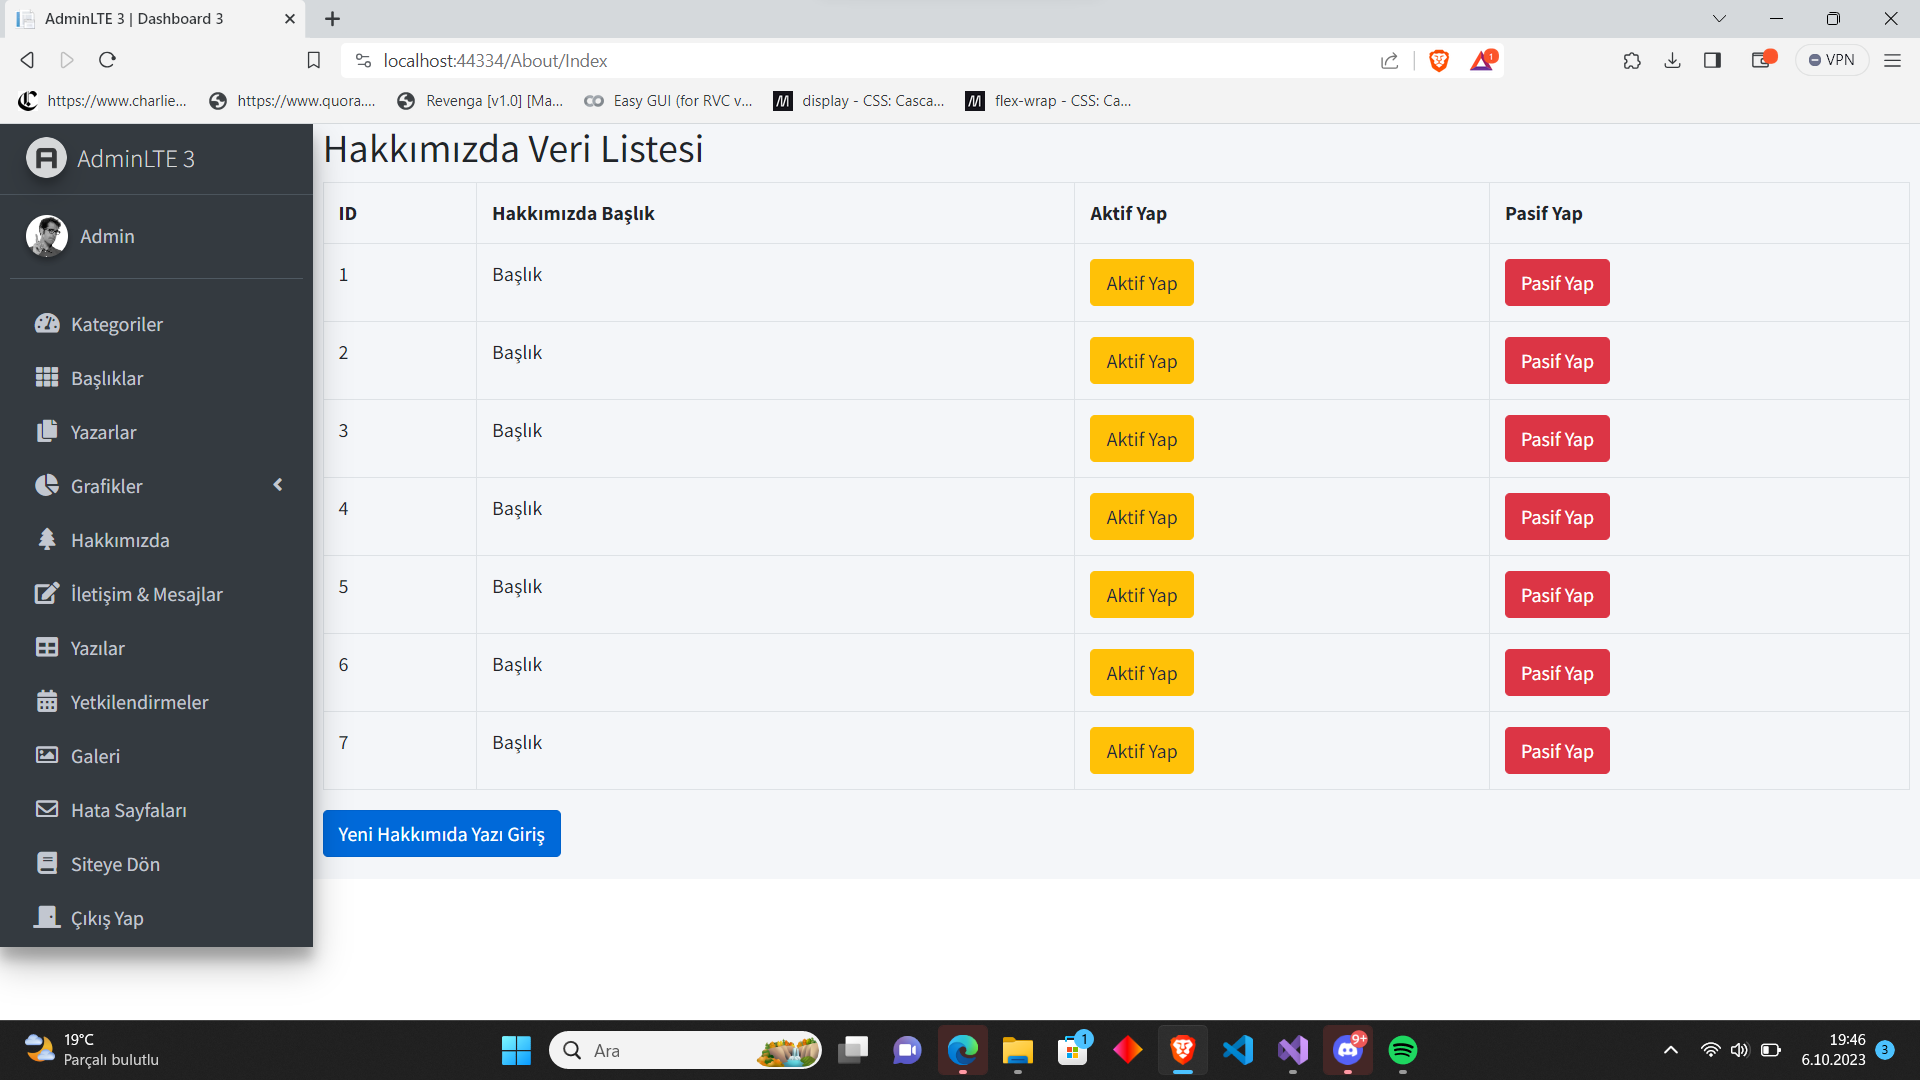 AdminLTE 3 | Dashboard 3
localhost:44334/About/Index
1
VPN
https://www.charlie...
https://www.quora....
Revenga [v1.0] [Ma...
Easy GUI (for RVC v...
display - CSS: Casca...
flex-wrap - CSS: Ca...
AdminLTE 3
Admin
Kategoriler
Başlıklar
Yazarlar
Grafikler
Hakkımızda
İletişim & Mesajlar
Yazılar
Yetkilendirmeler
Galeri
Hata Sayfaları
Siteye Dön
Çıkış Yap
Hakkımızda Veri Listesi
ID Hakkımızda Başlık Aktif Yap Pasif Yap
1 Başlık Aktif Yap Pasif Yap
2 Başlık Aktif Yap Pasif Yap
3 Başlık Aktif Yap Pasif Yap
4 Başlık Aktif Yap Pasif Yap
5 Başlık Aktif Yap Pasif Yap
6 Başlık Aktif Yap Pasif Yap
7 Başlık Aktif Yap Pasif Yap
Yeni Hakkımıda Yazı Giriş
19°C
Parçalı bulutlu
Ara
1
9+
19:46
6.10.2023
3